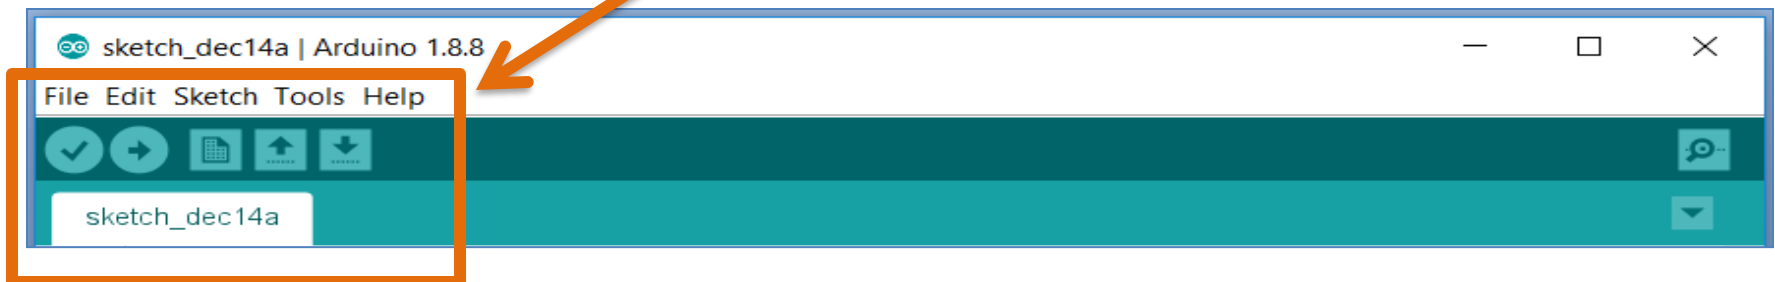 sketch_dec14a | Arduino 1.8.8
File Edit Sketch Tools Help
sketch_dec14a